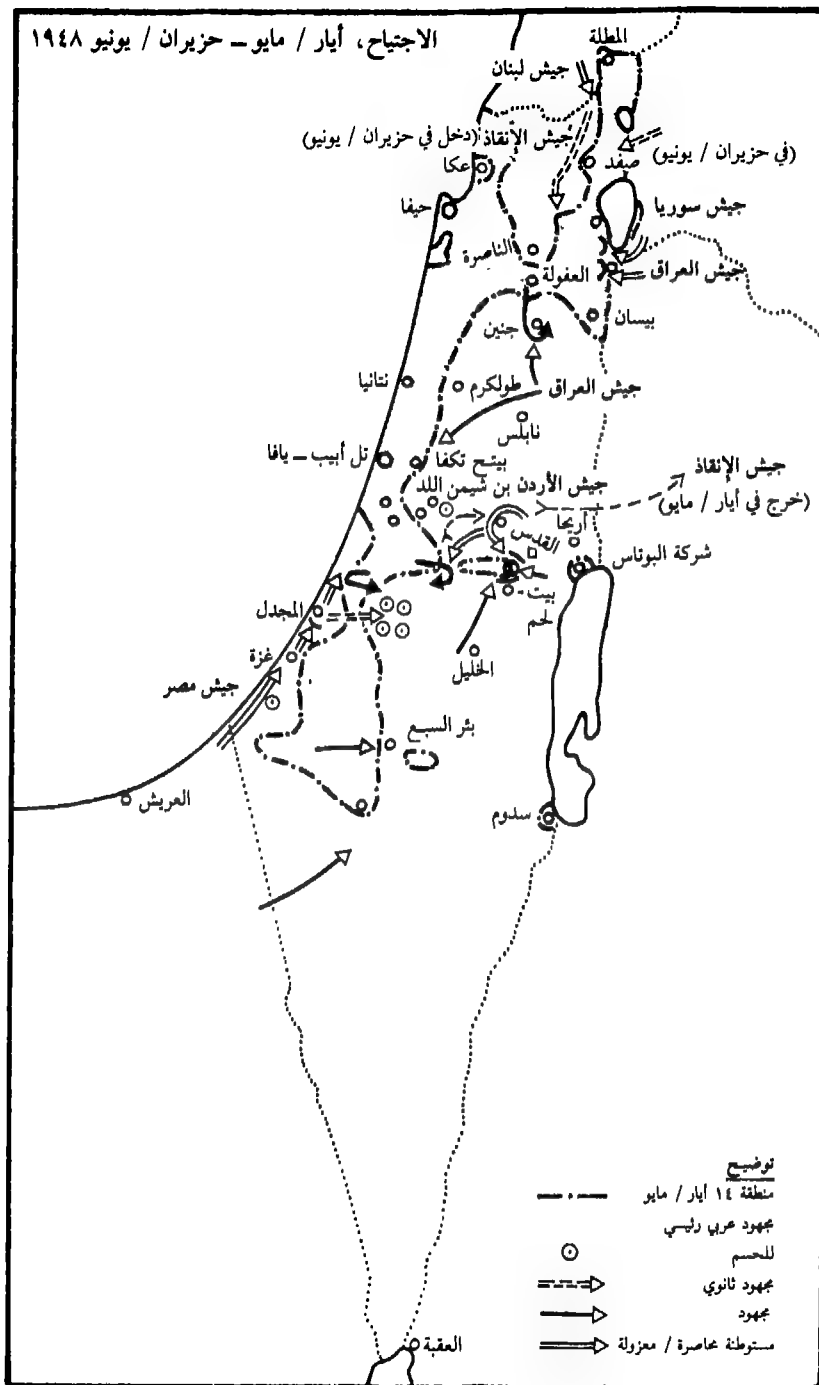 الاجتياح، أيار / مايو ــ حزيران / يونيو ١٩٤٨
المطلة
جيش لبنان
جيش الأنقاذ (دخل في حزيران / يونيو)
(في حزيران / يونيو)
صفد
عكا
حيفا
جيش سوريا
الناصرة
العفولة
جيش العراق
بيسان
جنين
نتانيا
طولكرم
جيش العراق
نابلس
تل أبيب ــ يافا
بيتح تكفا
جيش الإنقاذ
(خرج في أيار / مايو)
جيش الأردن بن شيمن اللد
أريحا
القدس
شركة البوتاس
المجدل
بيت
لحم
غزة
الخليل
جيش مصر
بئر السبع
العريش
سدوم
توضيح
منطقة ١٤ أيار / مايو
مجهود عربي رئيسي
للحسم
مجهود ثانوي
مجهود
مستوطنة محاصرة / معزولة
العقبة